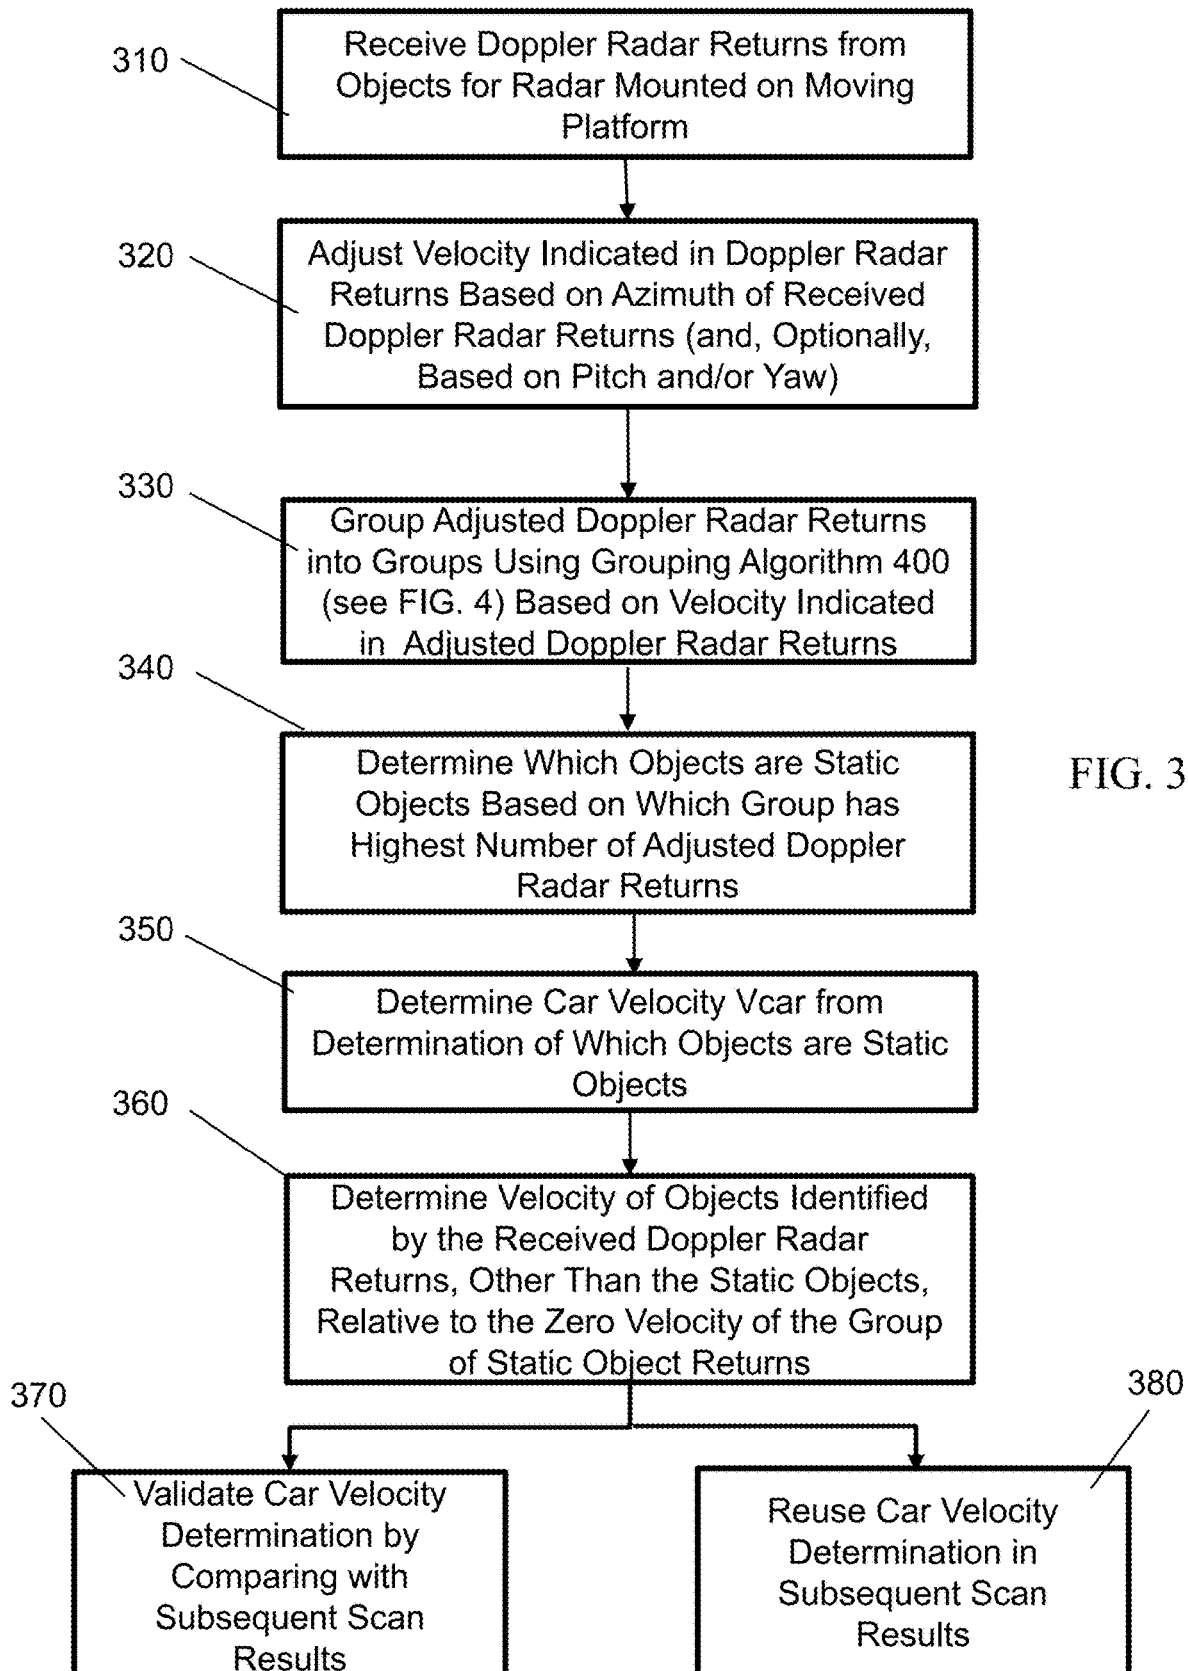 310
Receive Doppler Radar Returns from
Objects for Radar Mounted on Moving
Platform
320
Adjust Velocity Indicated in Doppler Radar
Returns Based on Azimuth of Received
Doppler Radar Returns (and, Optionally,
Based on Pitch and/or Yaw)
330
Group Adjusted Doppler Radar Returns
into Groups Using Grouping Algorithm 400
(see FIG. 4) Based on Velocity Indicated
in Adjusted Doppler Radar Returns
340
Determine Which Objects are Static
Objects Based on Which Group has
Highest Number of Adjusted Doppler
Radar Returns
FIG. 3
350
Determine Car Velocity Vcar from
Determination of Which Objects are Static
Objects
360
Determine Velocity of Objects Identified
by the Received Doppler Radar
Returns, Other Than the Static Objects,
Relative to the Zero Velocity of the Group
of Static Object Returns
370
Validate Car Velocity
Determination by
Comparing with
Subsequent Scan
Results
380
Reuse Car Velocity
Determination in
Subsequent Scan
Results